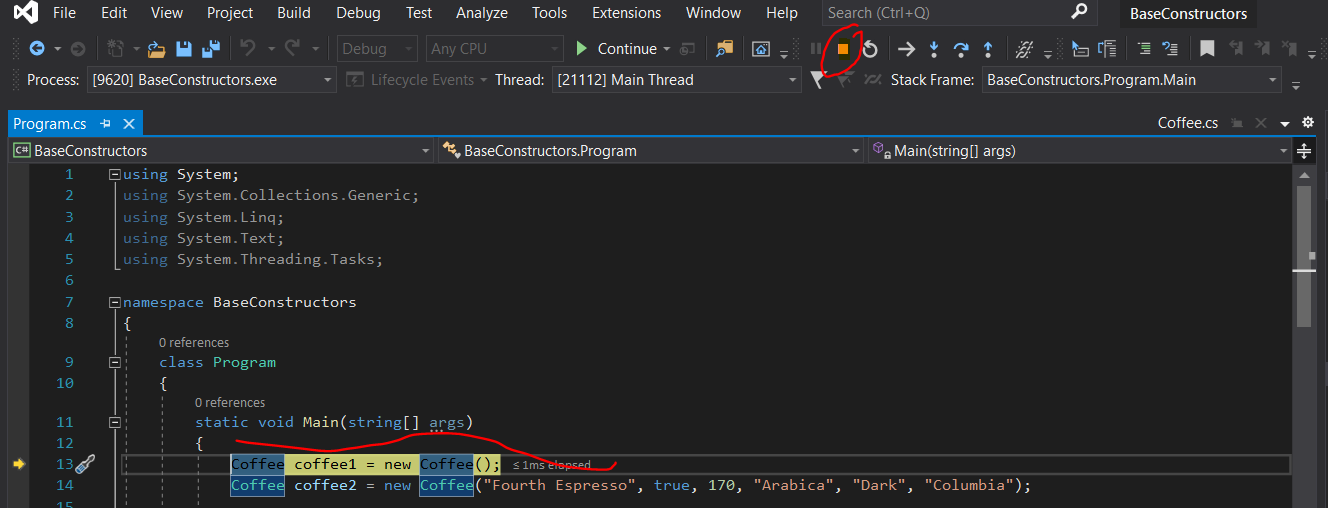 File Edit View Project Build Debug Test Analyze Tools Extensions Window Help Search (Ctrl+Q) BaseConstructors
Debug Any CPU Continue
Process: [9620] BaseConstructors.exe Lifecycle Events Thread: [21112] Main Thread Stack Frame: BaseConstructors.Program.Main
Program.cs Coffee.cs
C# BaseConstructors BaseConstructors.Program Main(string[] args)
1 using System;
2 using System.Collections.Generic;
3 using System.Linq;
4 using System.Text;
5 using System.Threading.Tasks;
6
7 namespace BaseConstructors
8 {
0 references
9 class Program
10 {
0 references
11 static void Main(string[] args)
12 {
13 Coffee coffee1 = new Coffee(); ≤ 1ms elapsed
14 Coffee coffee2 = new Coffee("Fourth Espresso", true, 170, "Arabica", "Dark", "Columbia");
15